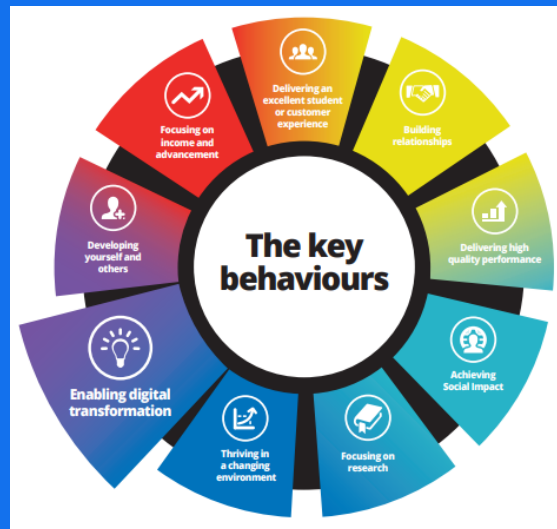 The key
behaviours
Delivering an
excellent student
or customer
experience
Building
relationships
Delivering high
quality performance
Achieving
Social Impact
Focusing on
research
Thriving in
a changing
environment
Enabling digital
transformation
Developing
yourself and
others
Focusing on
income and
advancement